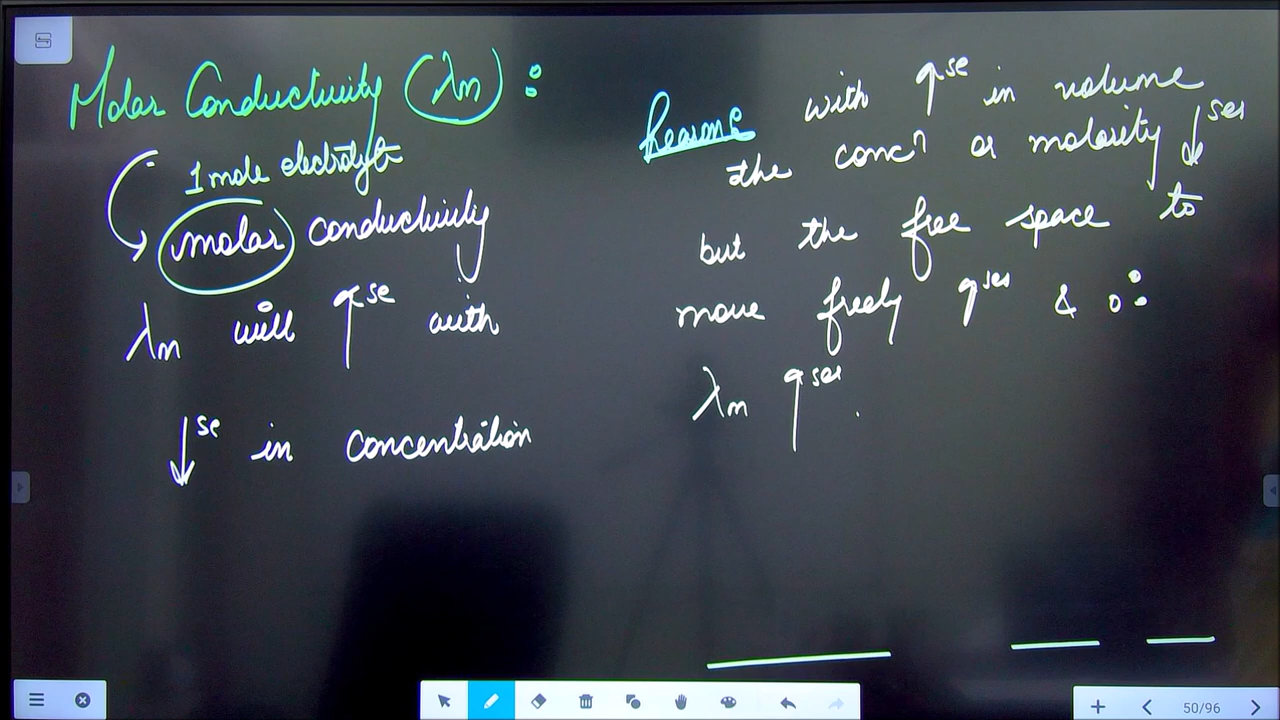 Molar Conductivity (λm) :
1 mole electrolyte
molar conductivity
λm will ↑se with
↓se in concentration
Reason: with ↑se in volume
the concn or molarity ↓ses
but the free space to
move freely ↑ses & o:
λm ↑ses .
50/96